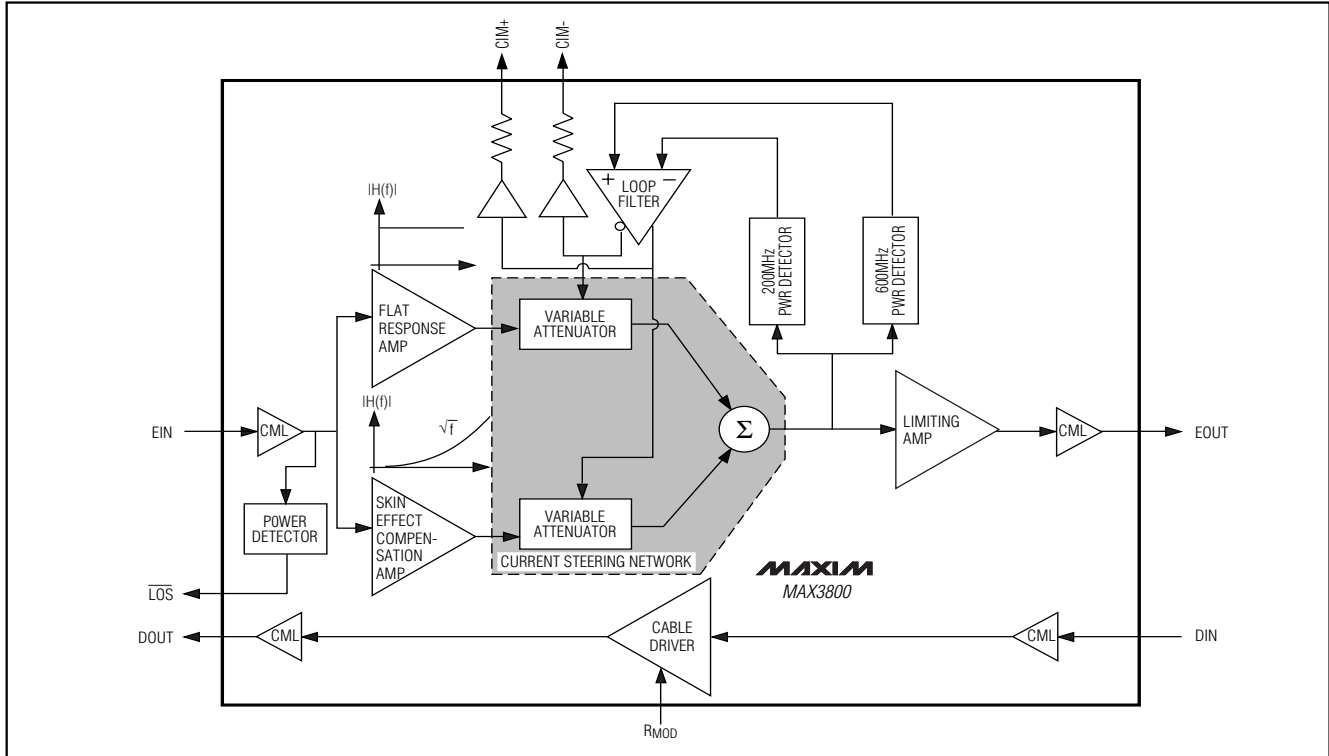 CIM+
CIM-
|H(f)|
+
−
LOOP
FILTER
200MHz
PWR DETECTOR
600MHz
PWR DETECTOR
FLAT
RESPONSE
AMP
VARIABLE
ATTENUATOR
|H(f)|
√f
EIN
CML
Σ
LIMITING
AMP
CML
EOUT
POWER
DETECTOR
SKIN
EFFECT
COMPEN-
SATION
AMP
VARIABLE
ATTENUATOR
CURRENT STEERING NETWORK
MAXIM
MAX3800
LOS
DOUT
CML
CABLE
DRIVER
CML
DIN
RMOD